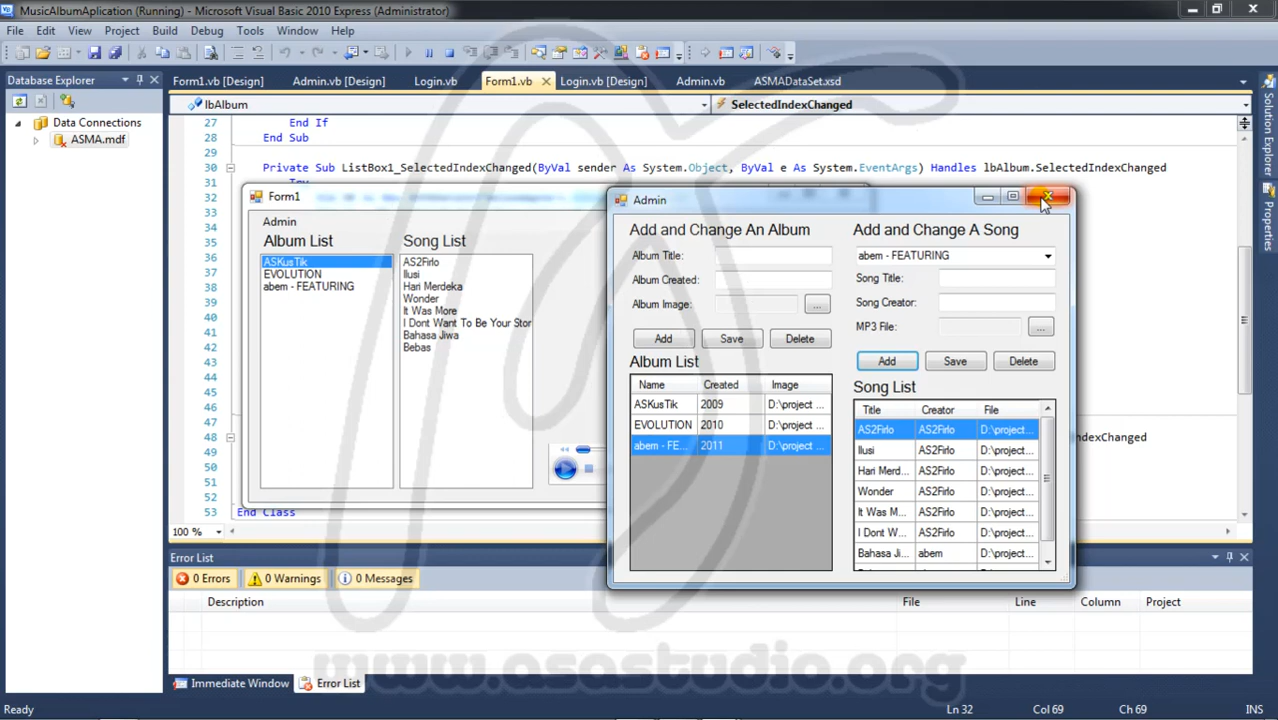 MusicAlbumAplication (Running) - Microsoft Visual Basic 2010 Express (Administrator)
File Edit View Project Build Debug Tools Window Help
Database Explorer
Form1.vb [Design] Admin.vb [Design] Login.vb Form1.vb Login.vb [Design] Admin.vb ASMADataSet.xsd
lbAlbum SelectedIndexChanged
Data Connections
ASMA.mdf
27 End If
28 End Sub
29
30 Private Sub ListBox1_SelectedIndexChanged(ByVal sender As System.Object, ByVal e As System.EventArgs) Handles lbAlbum.SelectedIndexChanged
31 Try
32
33
34
35
36
37
38
39
40
41
42
43
44
45
46
47
48 dexChanged
49
50
51
52
53 End Class
100 %
Form1
Admin
Album List
ASKusTik
EVOLUTION
abem - FEATURING
Song List
AS2Firlo
Ilusi
Hari Merdeka
Wonder
It Was More
I Dont Want To Be Your Stor
Bahasa Jiwa
Bebas
Admin
Add and Change An Album
Album Title:
Album Created:
Album Image: ...
Add Save Delete
Album List
Name Created Image
ASKusTik 2009 D:\project ...
EVOLUTION 2010 D:\project ...
abem - FE... 2011 D:\project ...
Add and Change A Song
abem - FEATURING
Song Title:
Song Creator:
MP3 File: ...
Add Save Delete
Song List
Title Creator File
AS2Firlo AS2Firlo D:\project...
Ilusi AS2Firlo D:\project...
Hari Merd... AS2Firlo D:\project...
Wonder AS2Firlo D:\project...
It Was M... AS2Firlo D:\project...
I Dont W... AS2Firlo D:\project...
Bahasa Ji... abem D:\project...
Solution Explorer
Properties
Error List
0 Errors 0 Warnings 0 Messages
Description File Line Column Project
www.asastudio.org
Immediate Window Error List
Ready Ln 32 Col 69 Ch 69 INS